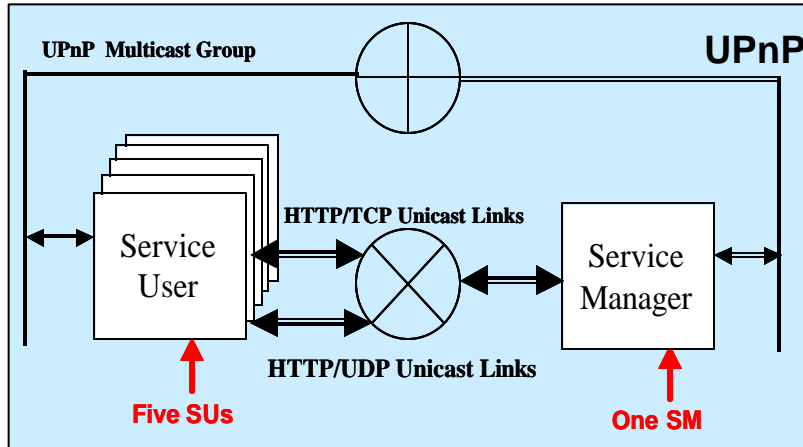 UPnP Multicast Group
UPnP
HTTP/TCP Unicast Links
Service
User
Service
Manager
HTTP/UDP Unicast Links
Five SUs
One SM